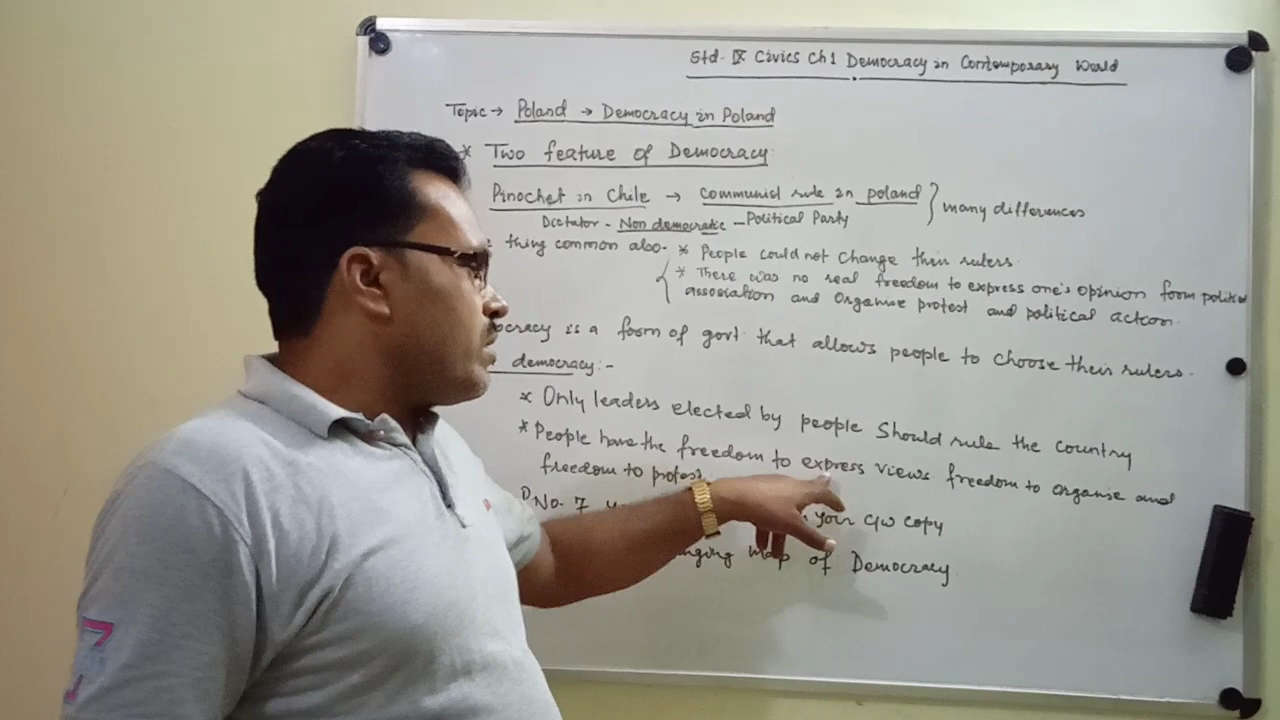 Std. IX Civics Ch1 Democracy in Contemporary World
Topic → Poland → Democracy in Poland
* Two feature of Democracy
Pinochet in Chile → Communist rule in Poland } many differences
Dictator - Non democratic - Political Party
thing common also - * People could not change their rulers.
* There was no real freedom to express one's opinion form political
association and organise protest and political action.
is a form of govt. that allows people to choose their rulers.
democracy:-
* Only leaders elected by people should rule the country
* People have the freedom to express views freedom to organise and
freedom to protest.
No. 7 your C/W copy
map of Democracy